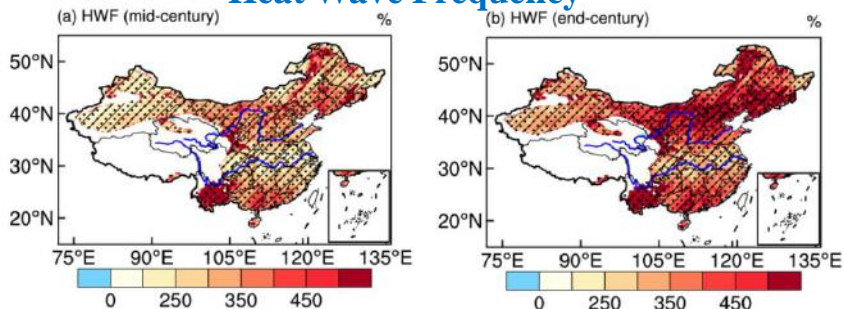 Heat Wave Frequency
(a) HWF (mid-century) %
(b) HWF (end-century) %
50°N
40°N
30°N
20°N
75°E 90°E 105°E 120°E 135°E
0 250 350 450
50°N
40°N
30°N
20°N
75°E 90°E 105°E 120°E 135°E
0 250 350 450